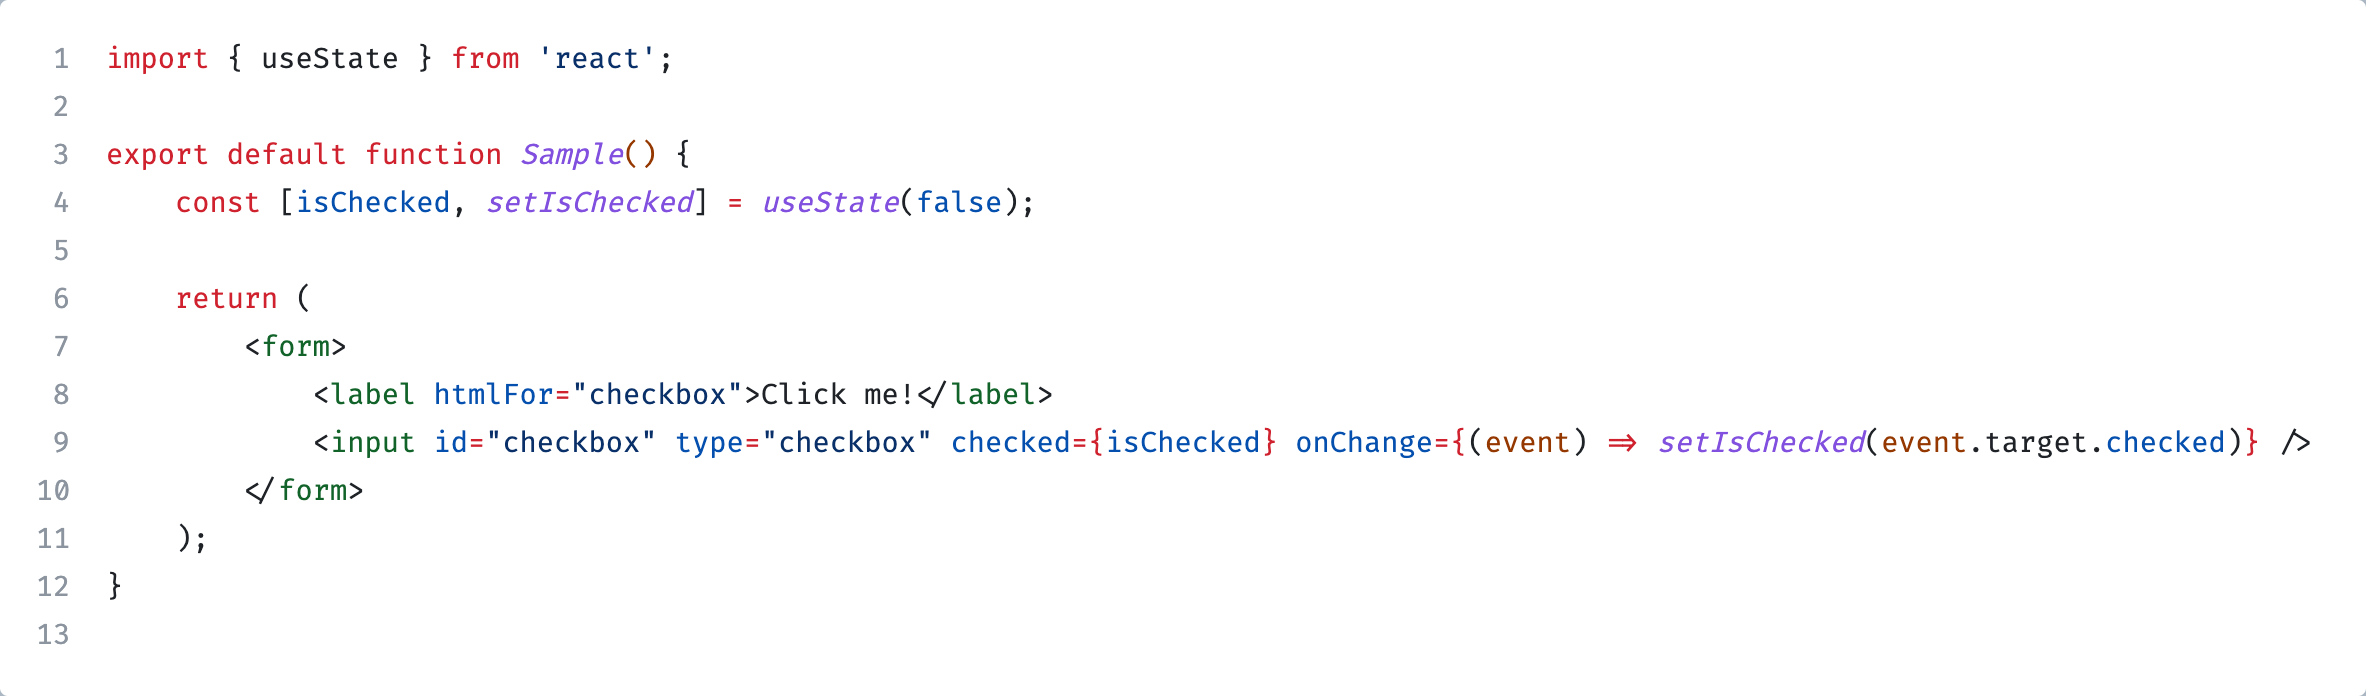 1 import { useState } from 'react';
2
3 export default function Sample() {
4     const [isChecked, setIsChecked] = useState(false);
5
6     return (
7         <form>
8             <label htmlFor="checkbox">Click me!</label>
9             <input id="checkbox" type="checkbox" checked={isChecked} onChange={(event) => setIsChecked(event.target.checked)} />
10         </form>
11     );
12 }
13